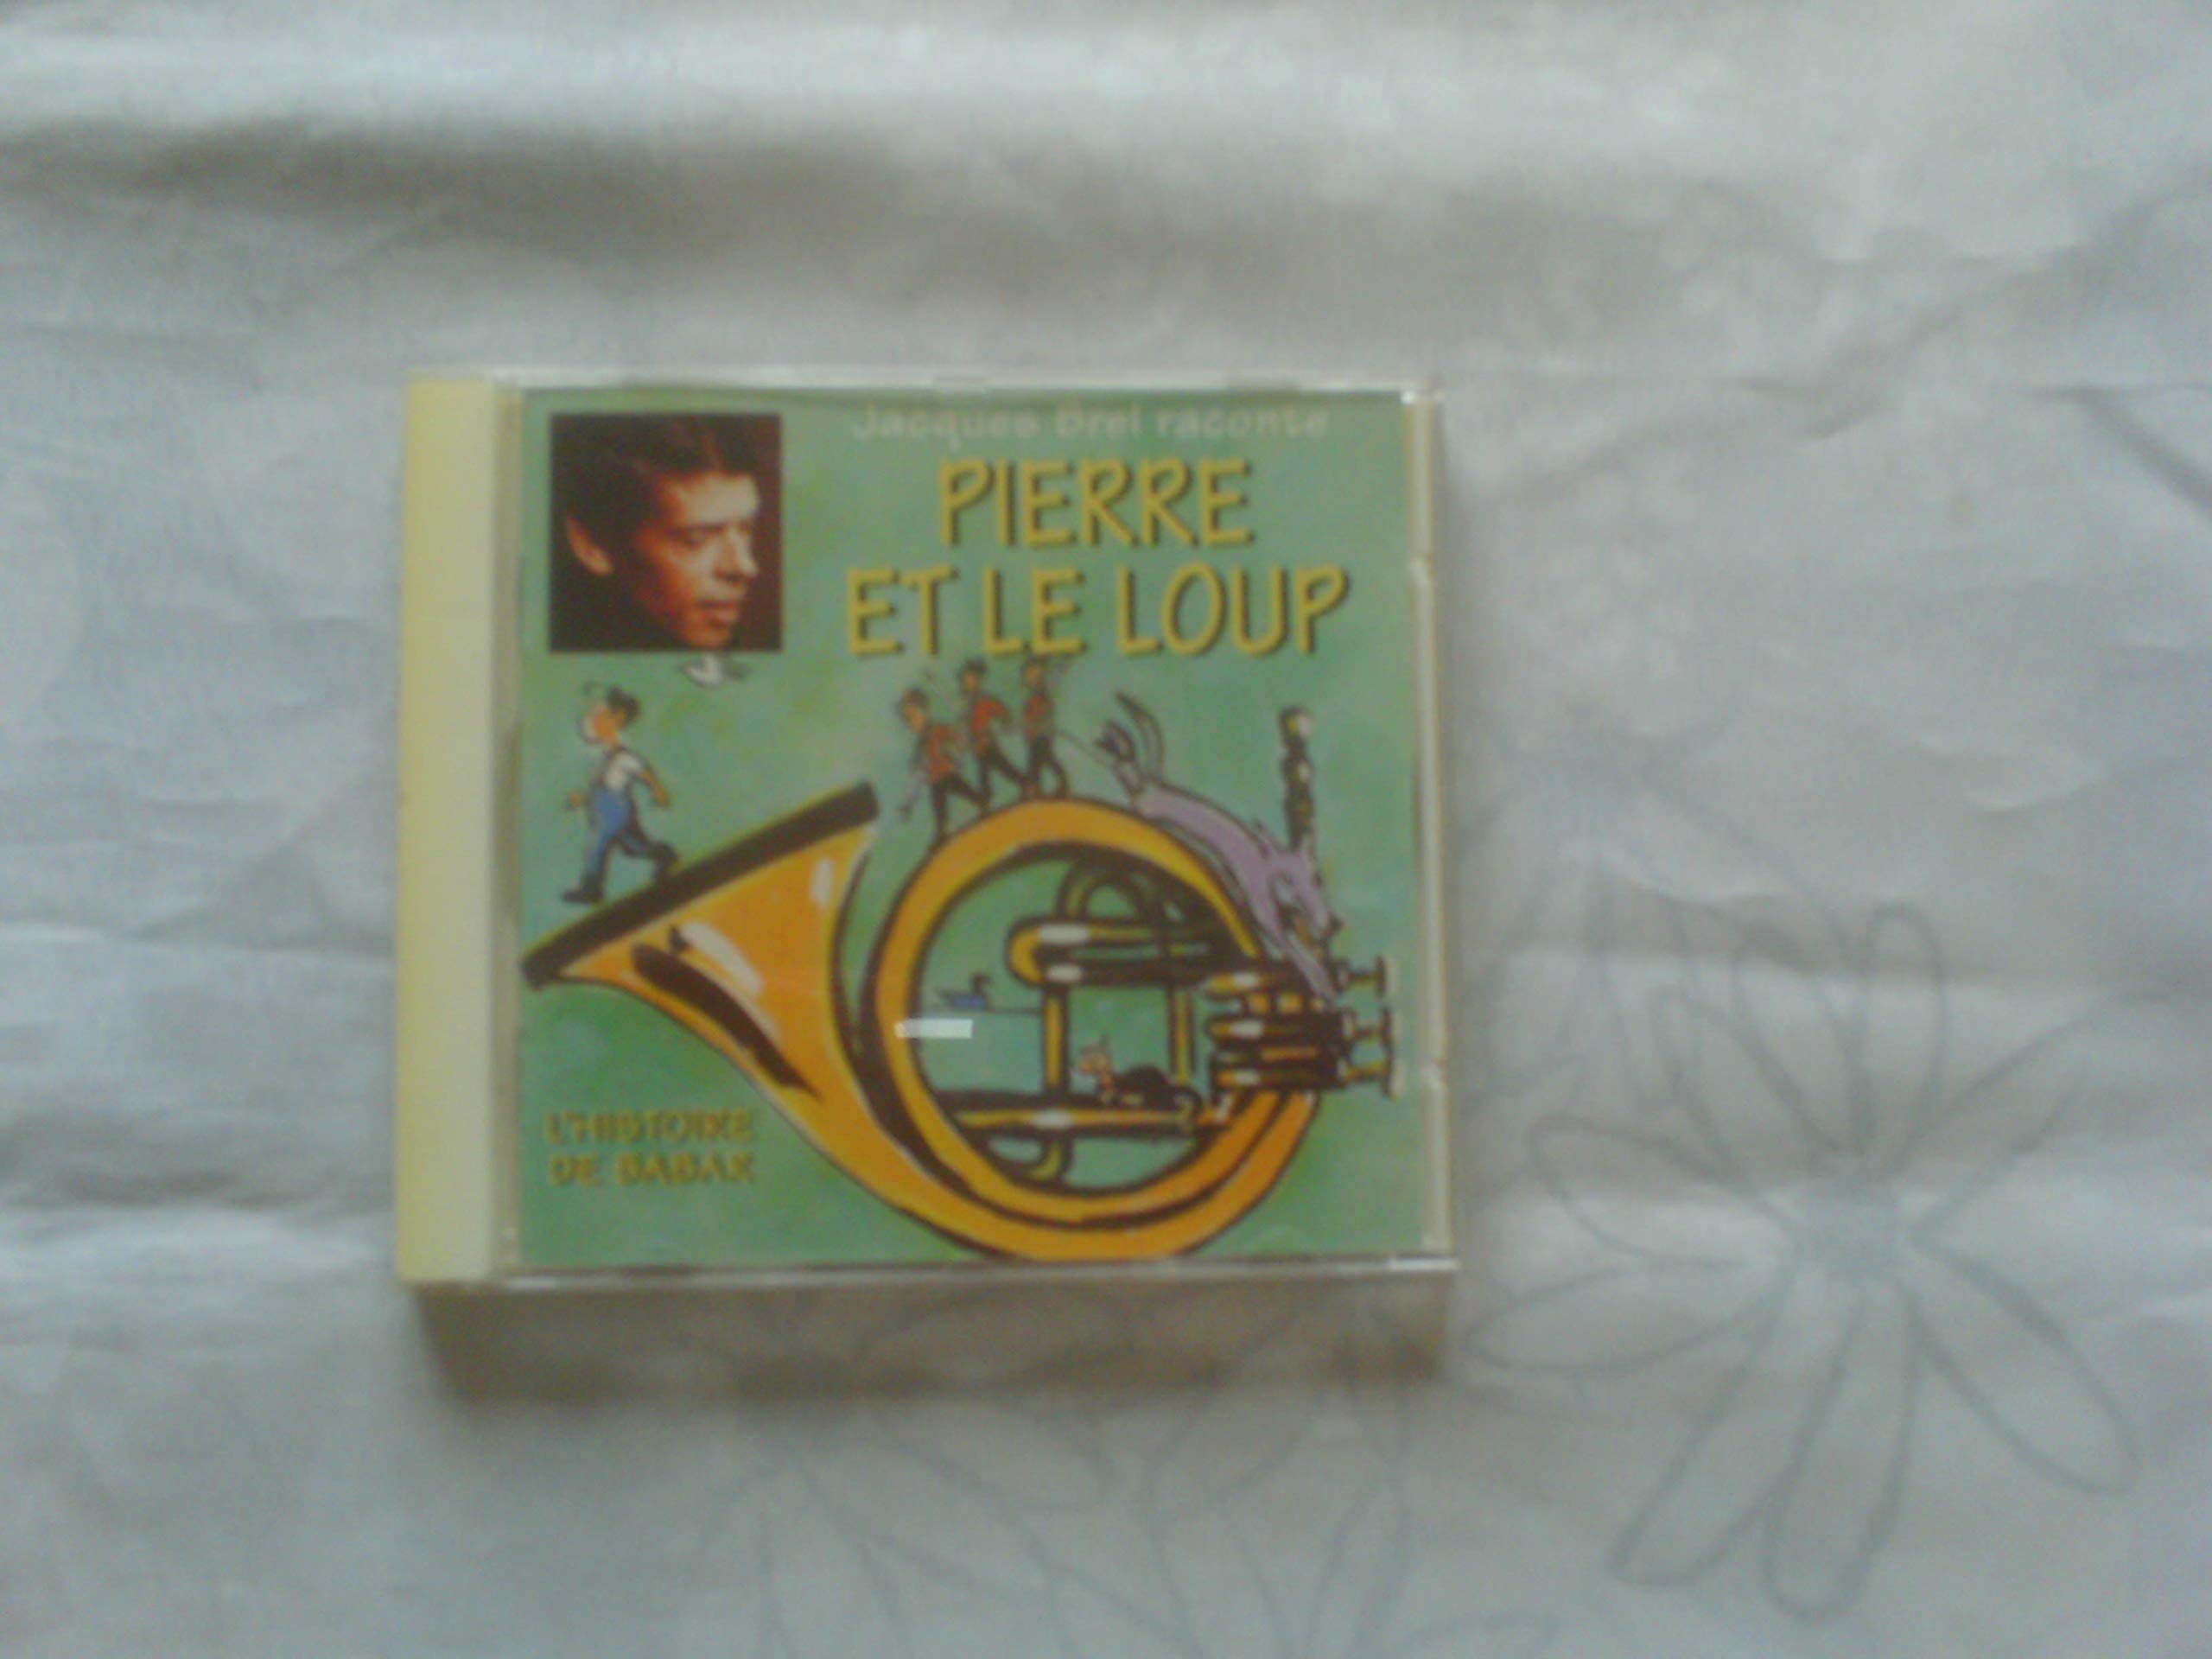 Jacques Brel raconte
PIERRE
ET LE LOUP
L'HISTOIRE
DE BABAR